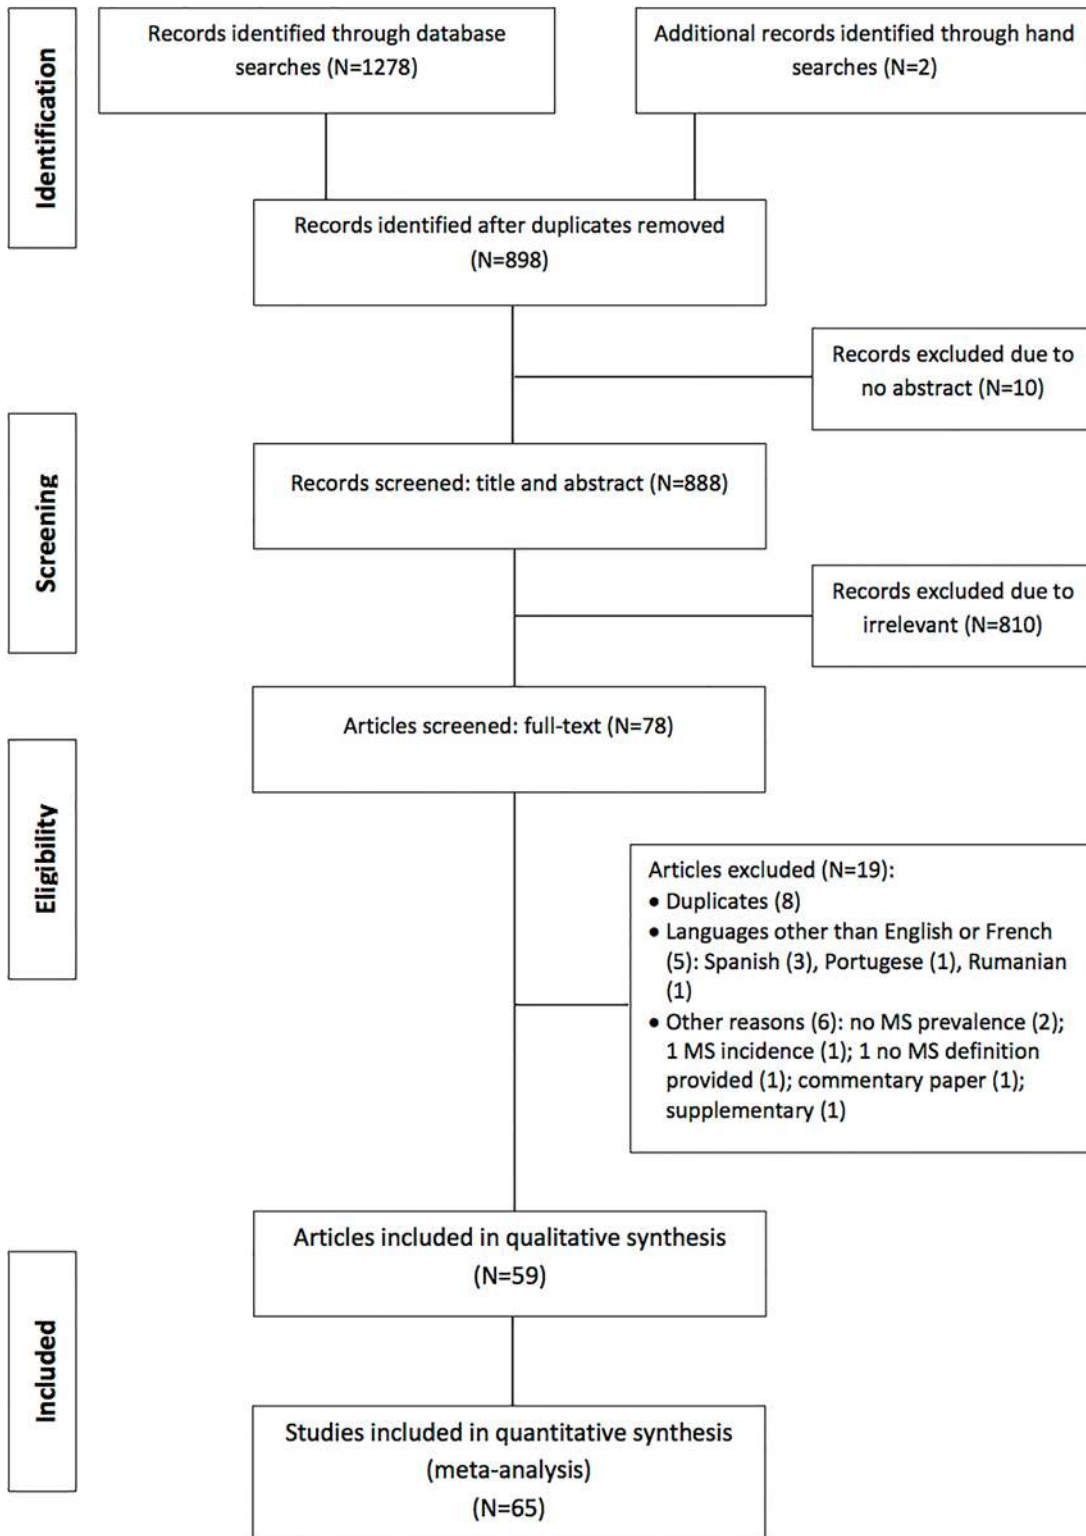 Identification
Records identified through database
searches (N=1278)
Additional records identified through hand
searches (N=2)
Records identified after duplicates removed
(N=898)
Records excluded due to
no abstract (N=10)
Screening
Records screened: title and abstract (N=888)
Records excluded due to
irrelevant (N=810)
Articles screened: full-text (N=78)
Eligibility
Articles excluded (N=19):
• Duplicates (8)
• Languages other than English or French
(5): Spanish (3), Portugese (1), Rumanian
(1)
• Other reasons (6): no MS prevalence (2);
1 MS incidence (1); 1 no MS definition
provided (1); commentary paper (1);
supplementary (1)
Included
Articles included in qualitative synthesis
(N=59)
Studies included in quantitative synthesis
(meta-analysis)
(N=65)